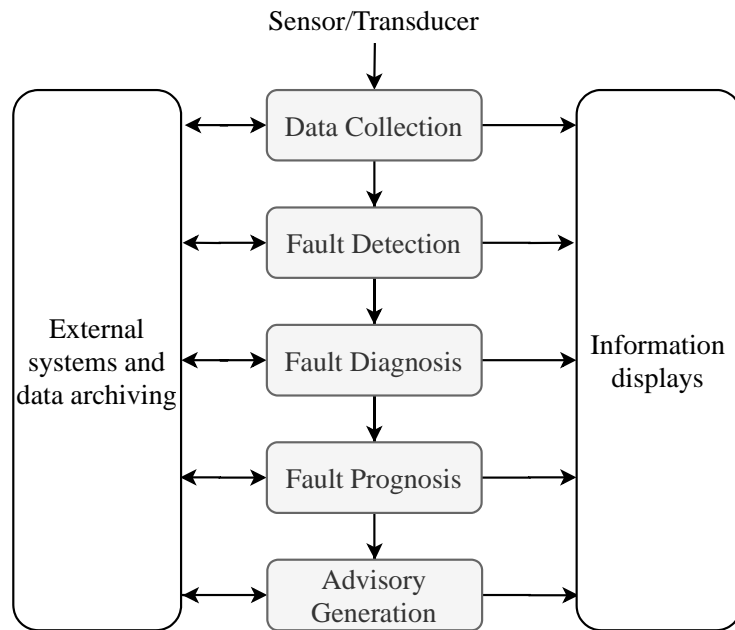 Sensor/Transducer
Data Collection
Fault Detection
External
systems and
data archiving
Fault Diagnosis
Information
displays
Fault Prognosis
Advisory
Generation